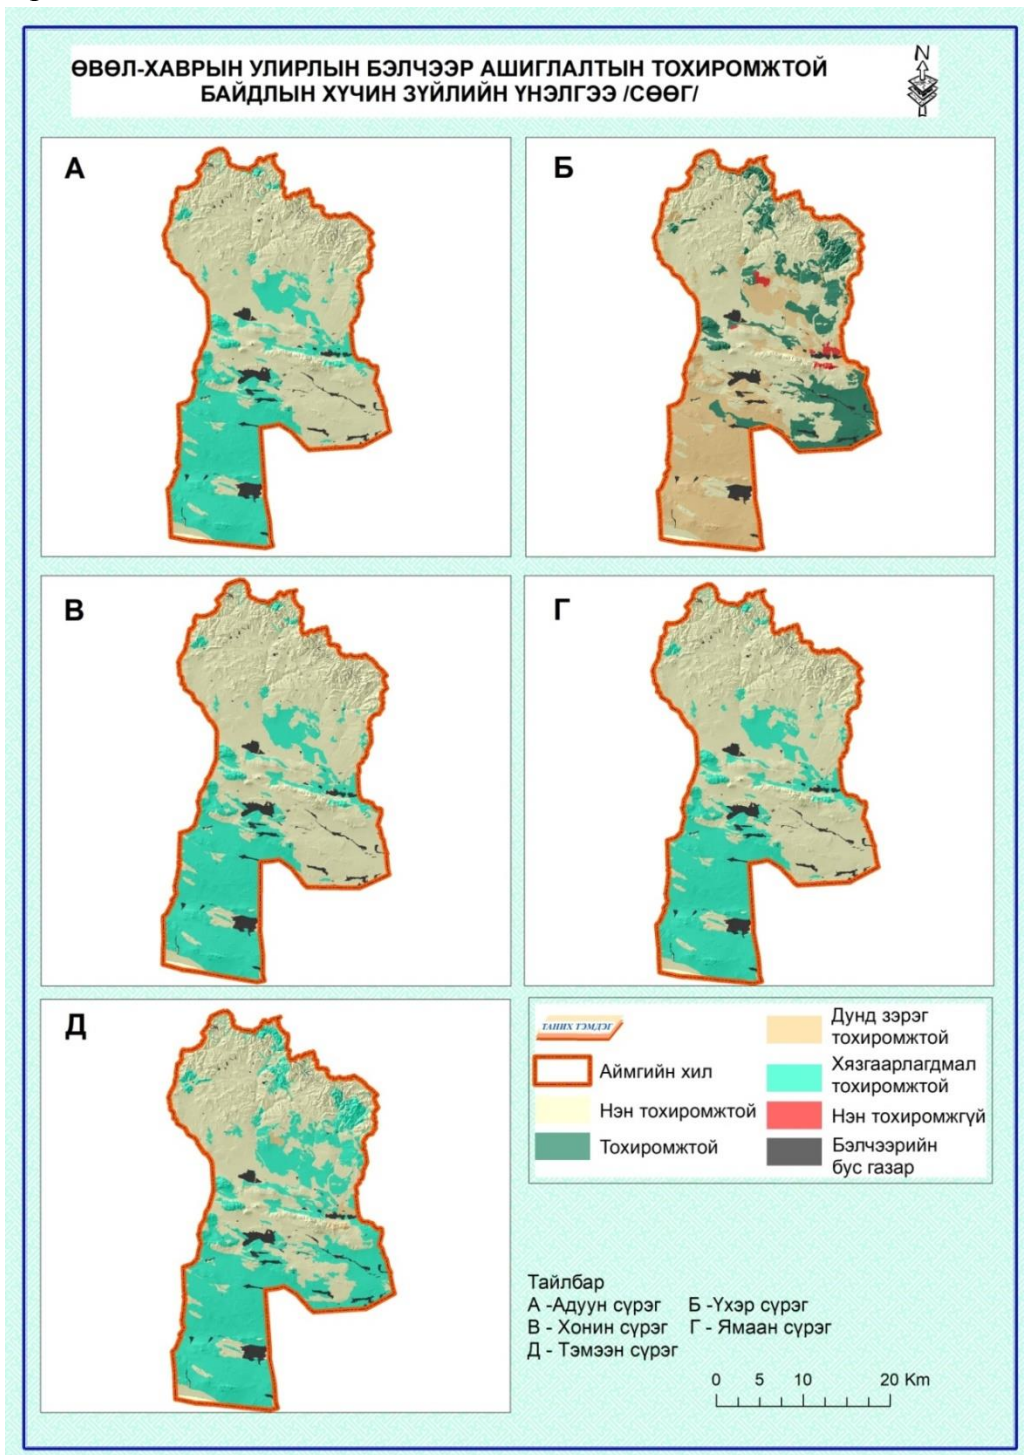 ӨВӨЛ-ХАВРЫН УЛИРЛЫН БЭЛЧЭЭР АШИГЛАЛТЫН ТОХИРОМЖТОЙ
БАЙДЛЫН ХҮЧИН ЗҮЙЛИЙН ҮНЭЛГЭЭ /СӨӨГ/
N
А
Б
В
Г
Д
ТАНИХ ТЭМДЭГ
Аймгийн хил
Нэн тохиромжтой
Тохиромжтой
Дунд зэрэг
тохиромжтой
Хязгаарлагдмал
тохиромжтой
Нэн тохиромжгүй
Бэлчээрийн
бус газар
Тайлбар
А -Адуун сүрэг Б -Үхэр сүрэг
В - Хонин сүрэг Г - Ямаан сүрэг
Д - Тэмээн сүрэг
0 5 10 20 Km